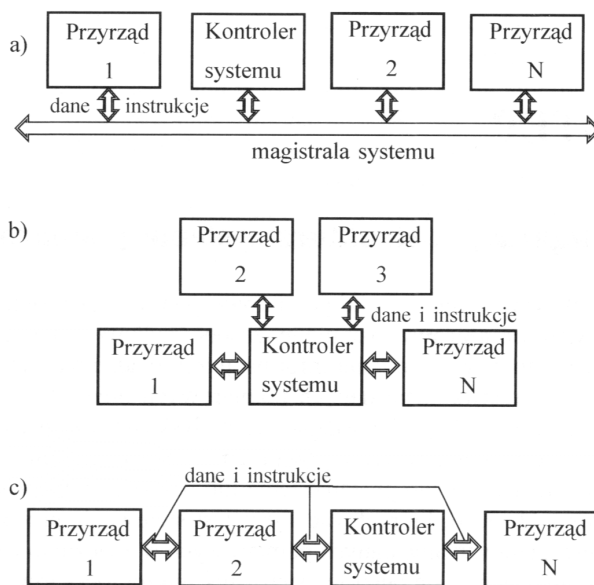 a)
Przyrząd
1
Kontroler
systemu
Przyrząd
2
Przyrząd
N
dane i instrukcje
magistrala systemu
b)
Przyrząd
2
Przyrząd
3
dane i instrukcje
Przyrząd
1
Kontroler
systemu
Przyrząd
N
c)
dane i instrukcje
Przyrząd
1
Przyrząd
2
Kontroler
systemu
Przyrząd
N